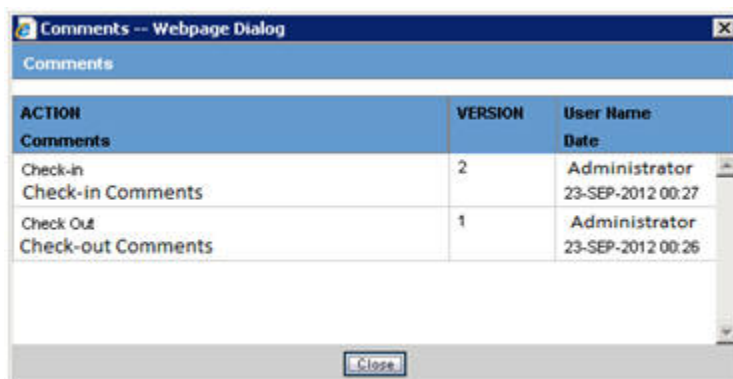 Comments -- Webpage Dialog
Comments
ACTION VERSION User Name
Comments Date
Check-in 2 Administrator
Check-in Comments 23-SEP-2012 00:27
Check Out 1 Administrator
Check-out Comments 23-SEP-2012 00:26
Close